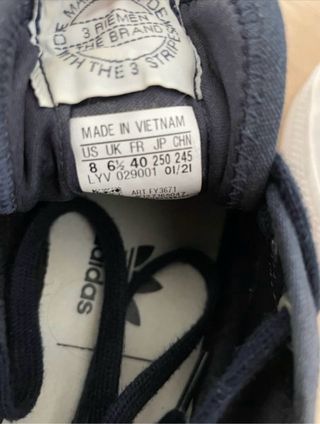 MADE
3 RIEMEN
THE BRAND
WITH THE 3 STRIPES
MADE IN VIETNAM
US UK FR JP CHN
8 6½ 40 250 245
LYV 029001 01/21
ART FY3671
adidas